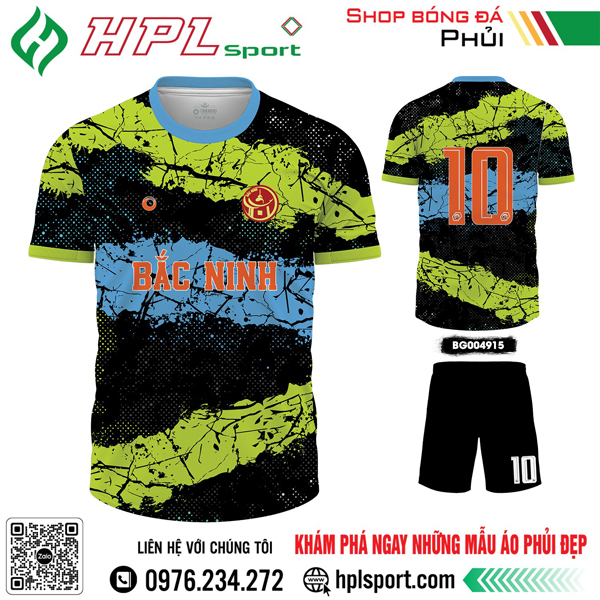 HPL
Sport
SHOP BÓNG ĐÁ
PHỦI
BẮC NINH
10
BG004915
10
Zalo
LIÊN HỆ VỚI CHÚNG TÔI
0976.234.272
KHÁM PHÁ NGAY NHỮNG MẪU ÁO PHỦI ĐẸP
hplsport.com